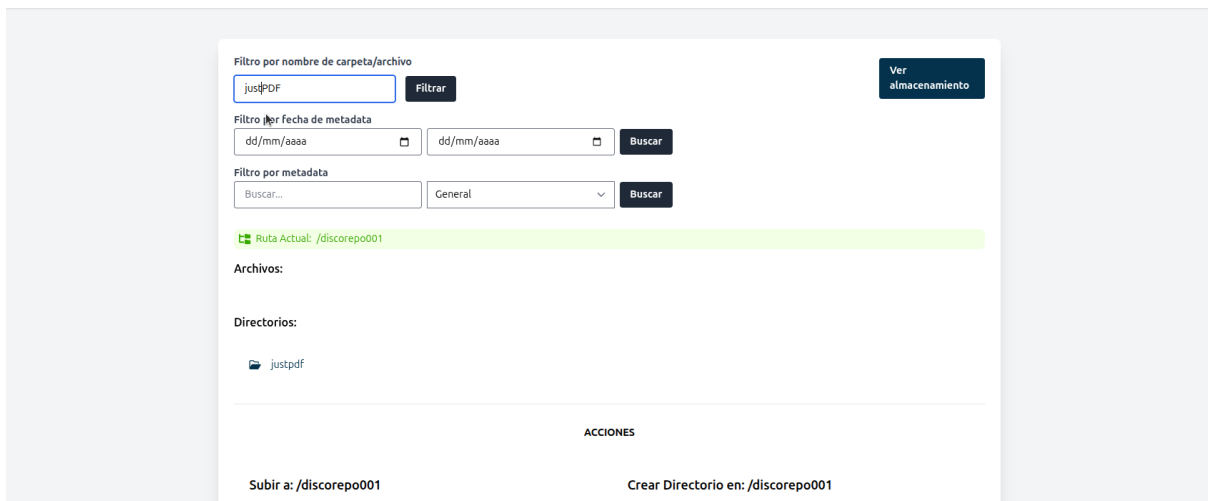 Filtro por nombre de carpeta/archivo
justPDF
Filtrar
Ver
almacenamiento
Filtro por fecha de metadata
dd/mm/aaaa
dd/mm/aaaa
Buscar
Filtro por metadata
Buscar...
General
Buscar
Ruta Actual: /discorepo001
Archivos:
Directorios:
justpdf
ACCIONES
Subir a: /discorepo001
Crear Directorio en: /discorepo001